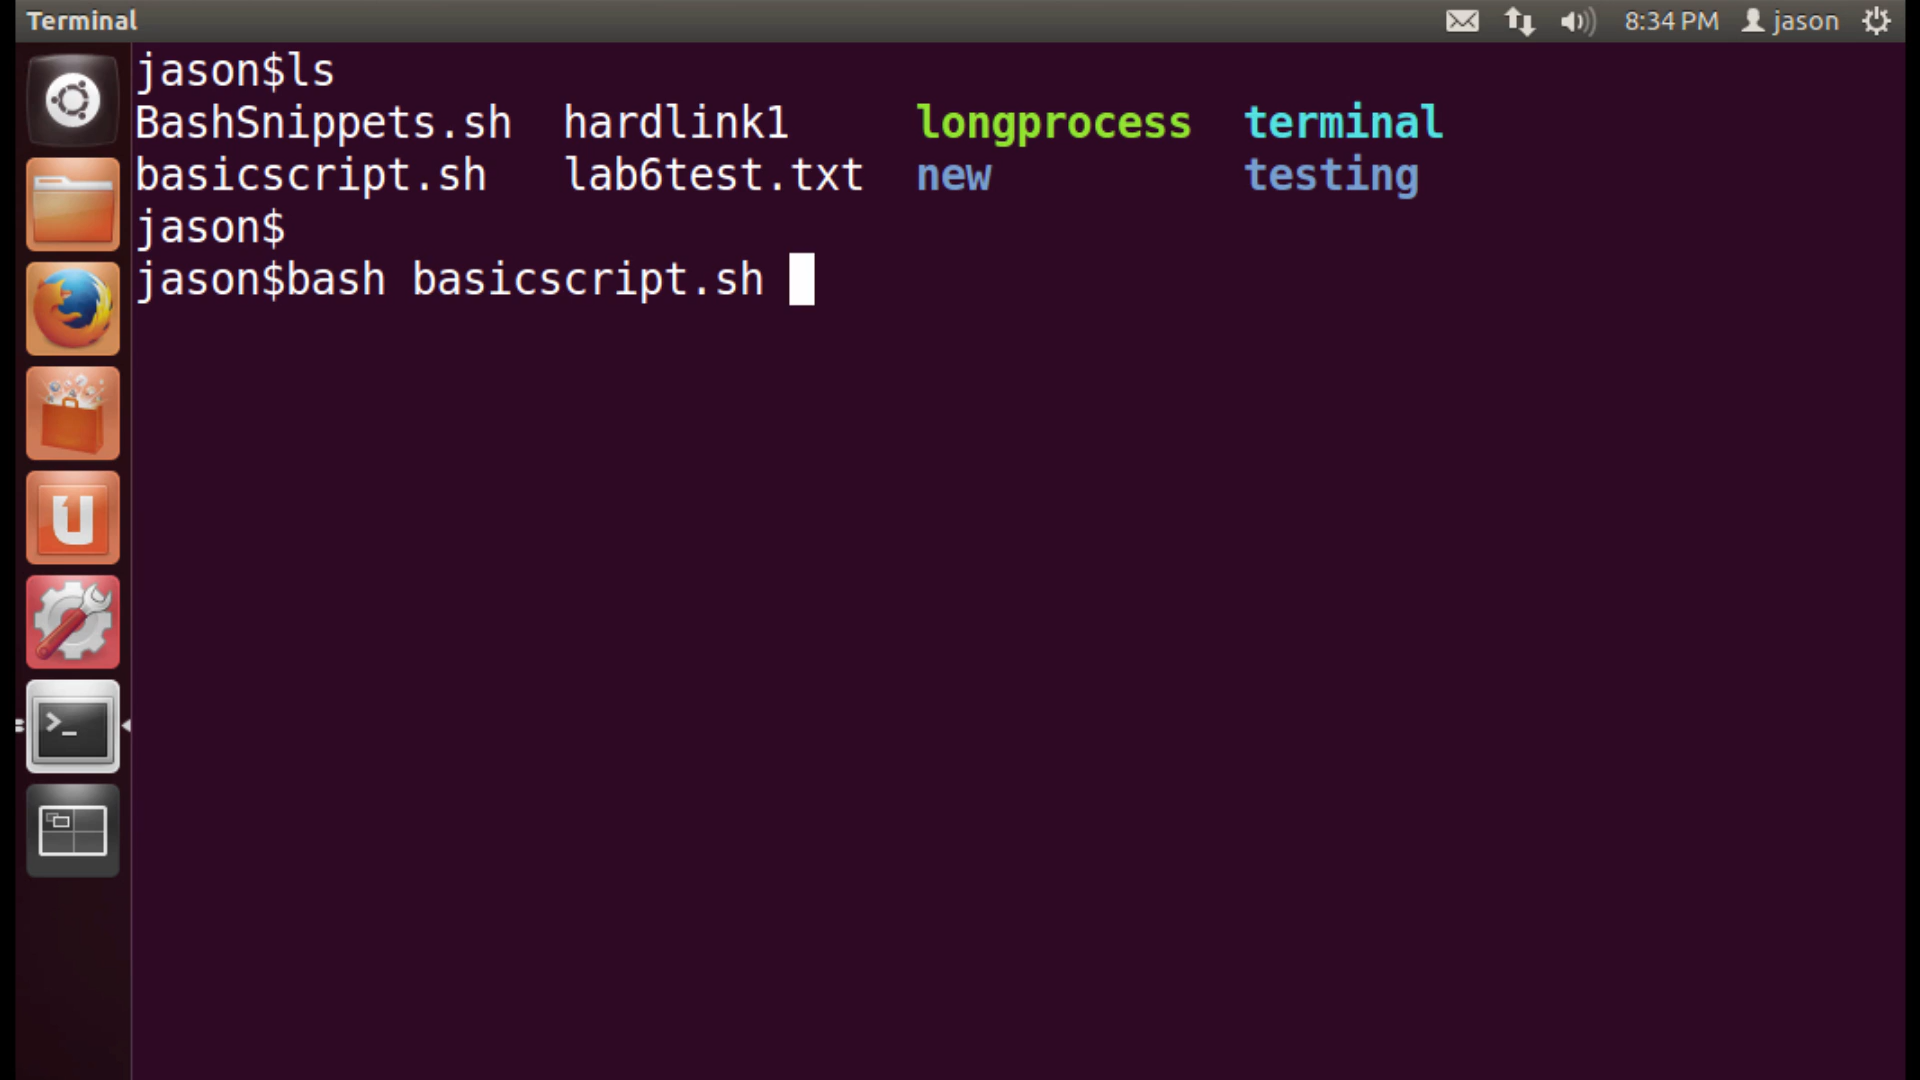 Terminal 8:34 PM jason
jason$ls
BashSnippets.sh hardlink1 longprocess terminal
basicscript.sh lab6test.txt new testing
jason$
jason$bash basicscript.sh